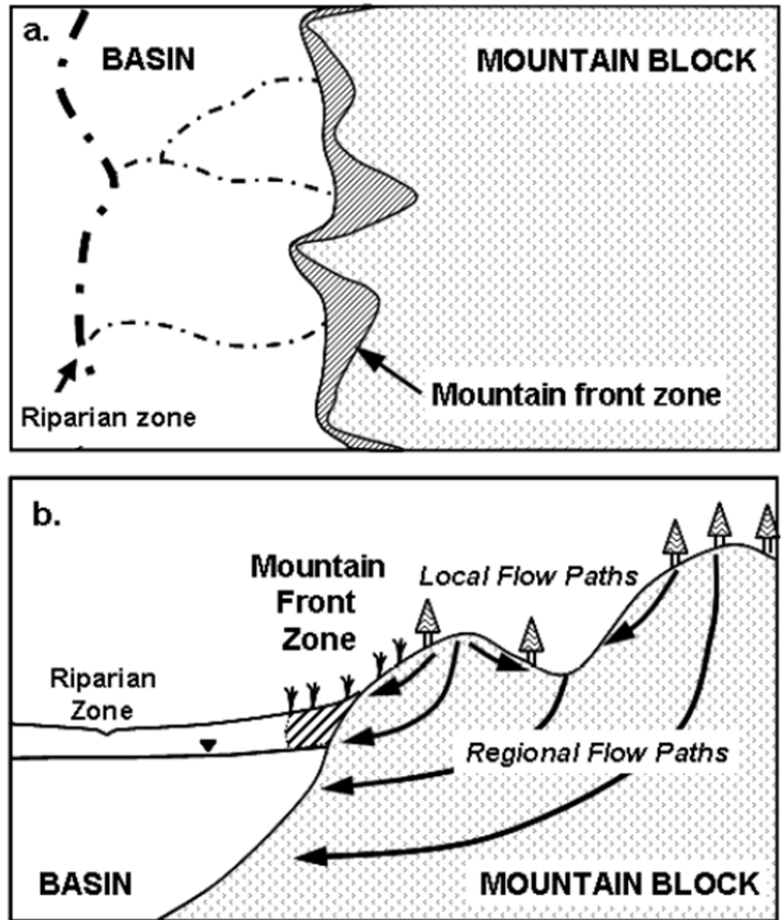 a.
BASIN
MOUNTAIN BLOCK
Mountain front zone
Riparian zone
b.
Mountain
Front
Zone
Local Flow Paths
Riparian
Zone
Regional Flow Paths
BASIN
MOUNTAIN BLOCK